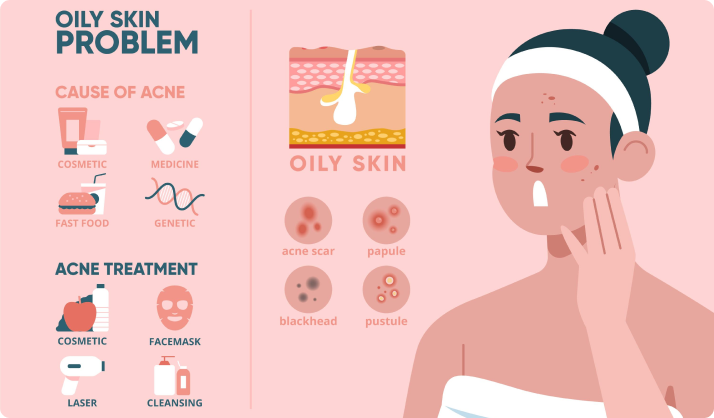 OILY SKIN
PROBLEM
CAUSE OF ACNE
COSMETIC
MEDICINE
FAST FOOD
GENETIC
ACNE TREATMENT
COSMETIC
FACEMASK
LASER
CLEANSING
OILY SKIN
acne scar
papule
blackhead
pustule